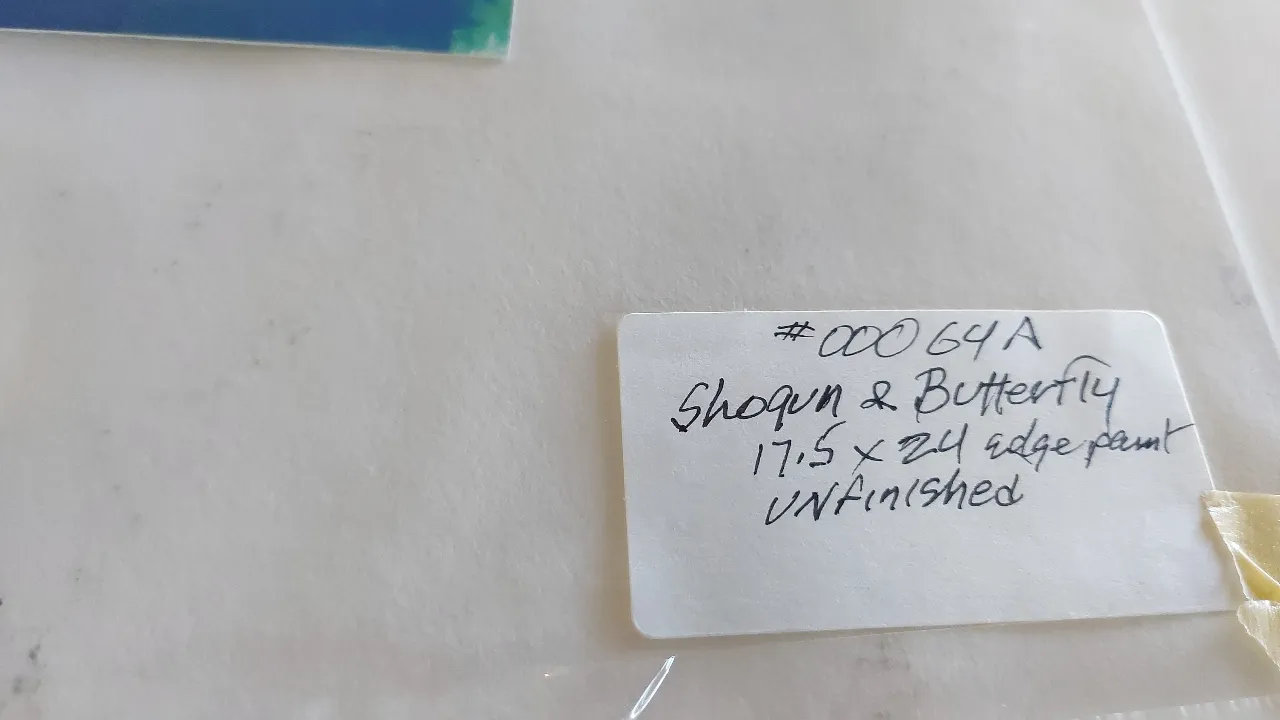 #00064A
Shogun & Butterfly
17.5 x 24 edge paint
UNfinished